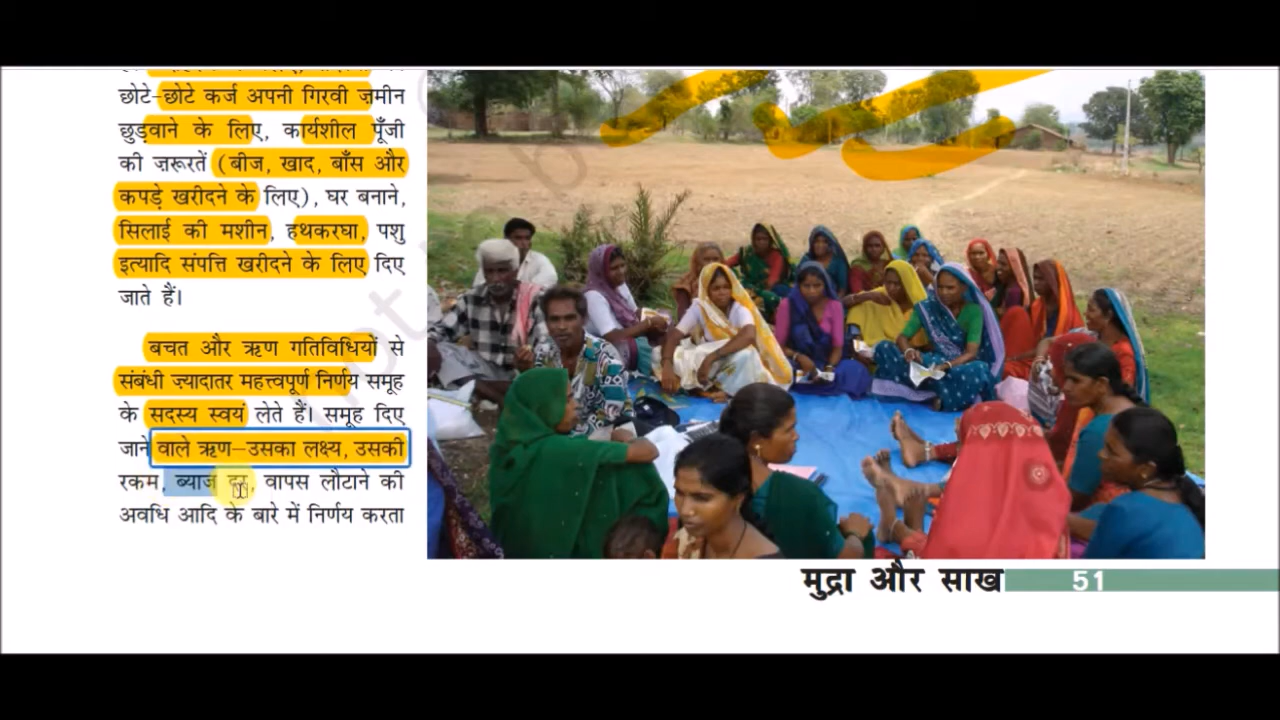 छोटे-छोटे कर्ज अपनी गिरवी ज़मीन
छुड़वाने के लिए, कार्यशील पूँजी
की ज़रूरतें (बीज, खाद, बाँस और
कपड़े खरीदने के लिए), घर बनाने,
सिलाई की मशीन, हथकरघा, पशु
इत्यादि संपत्ति खरीदने के लिए दिए
जाते हैं।
बचत और ऋण गतिविधियों से
संबंधी ज़्यादातर महत्त्वपूर्ण निर्णय समूह
के सदस्य स्वयं लेते हैं। समूह दिए
जाने वाले ऋण–उसका लक्ष्य, उसकी
रकम, ब्याज दर, वापस लौटाने की
अवधि आदि के बारे में निर्णय करता
मुद्रा और साख 51